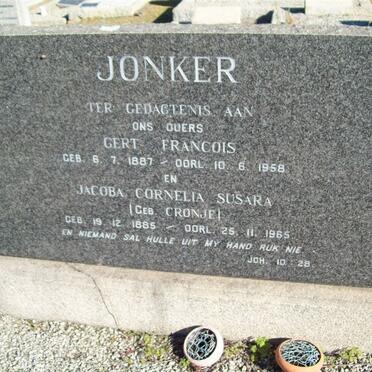 JONKER
TER GEDAGTENIS AAN
ONS OUERS
GERT FRANCOIS
GEB. 6. 7. 1887 - OORL. 10. 6. 1958
EN
JACOBA CORNELIA SUSARA
(GEB. CRONJE)
GEB. 19. 12. 1885 - OORL. 25. 11. 1965
EN NIEMAND SAL HULLE UIT MY HAND RUK NIE.
JOH. 10:28